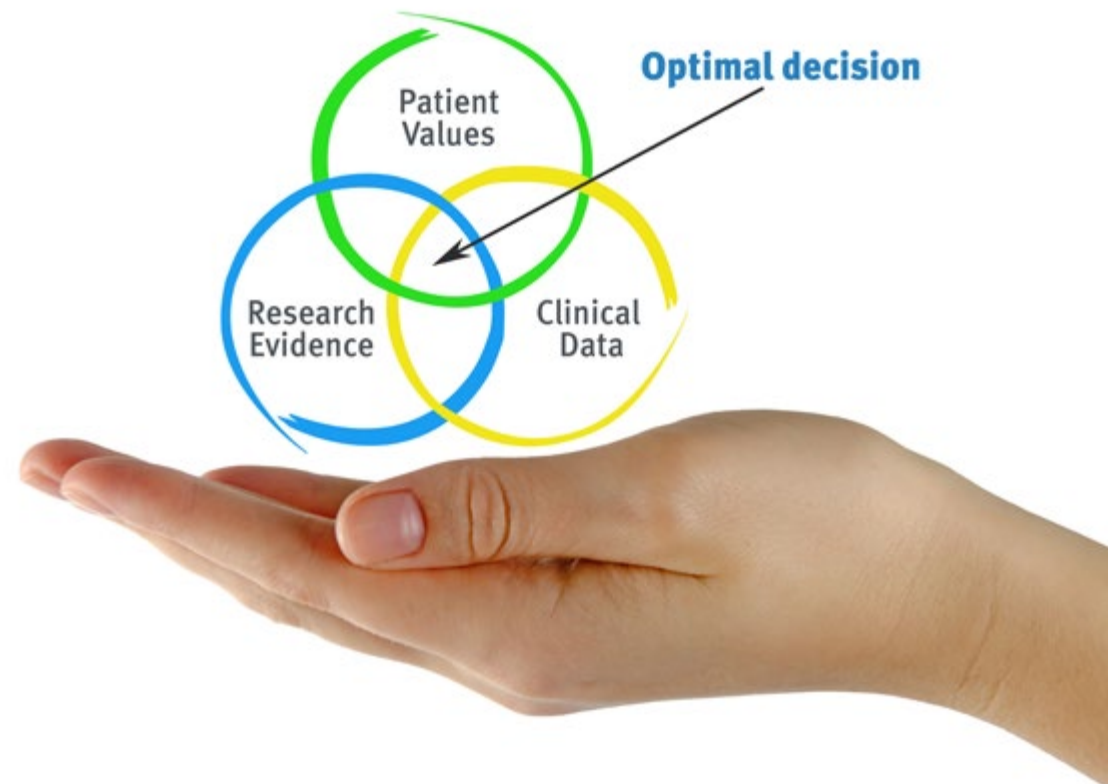 Optimal decision
Patient
Values
Research
Evidence
Clinical
Data